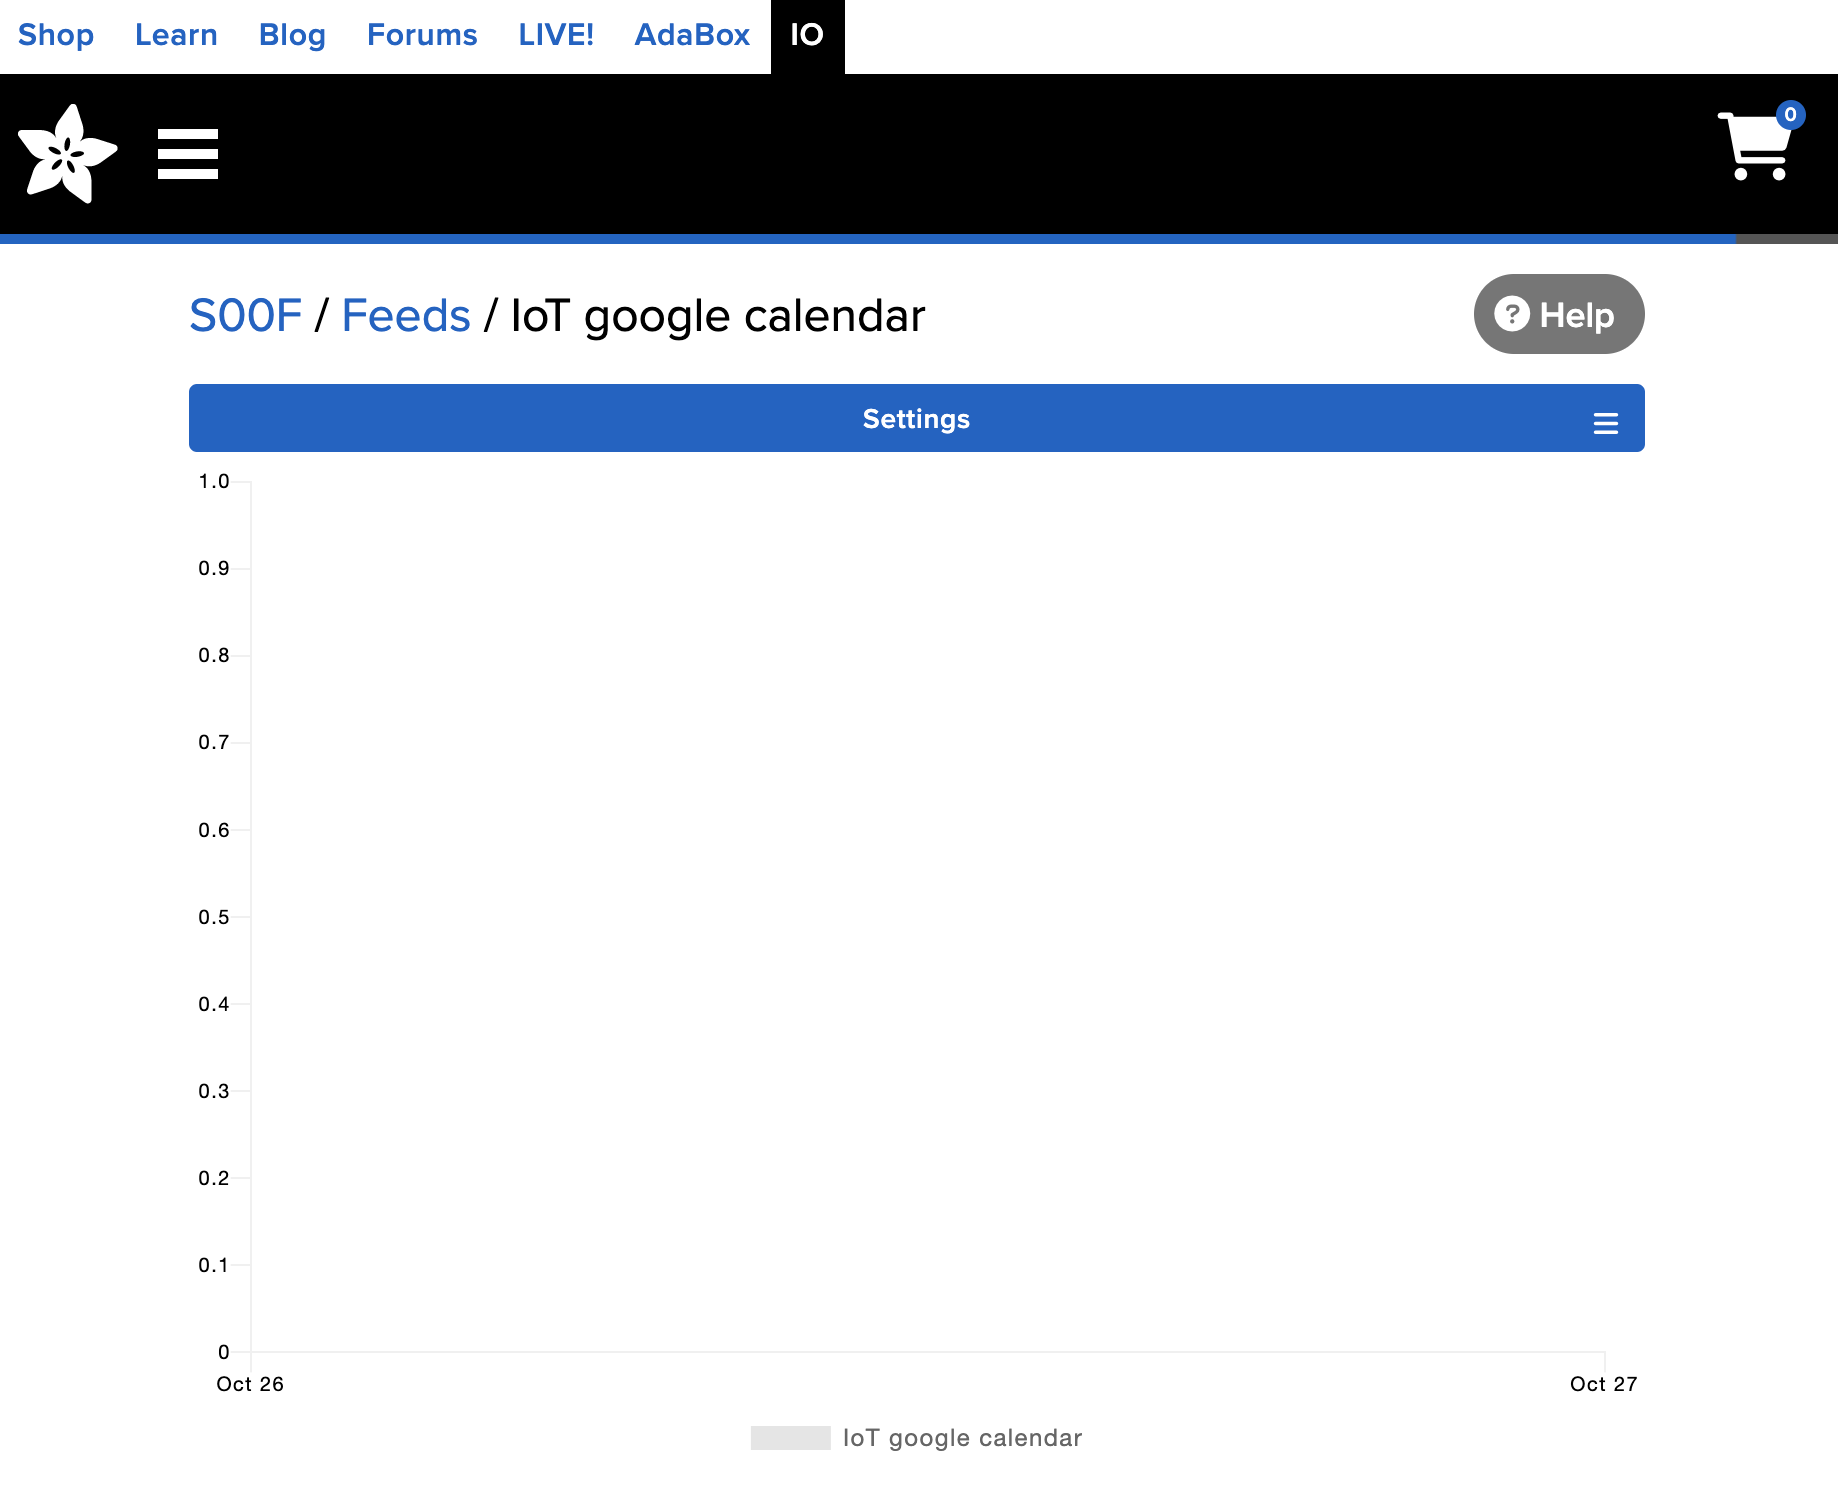 Shop Learn Blog Forums LIVE! AdaBox IO
0
S00F / Feeds / IoT google calendar
? Help
Settings
1.0
0.9
0.8
0.7
0.6
0.5
0.4
0.3
0.2
0.1
0
Oct 26 Oct 27
IoT google calendar